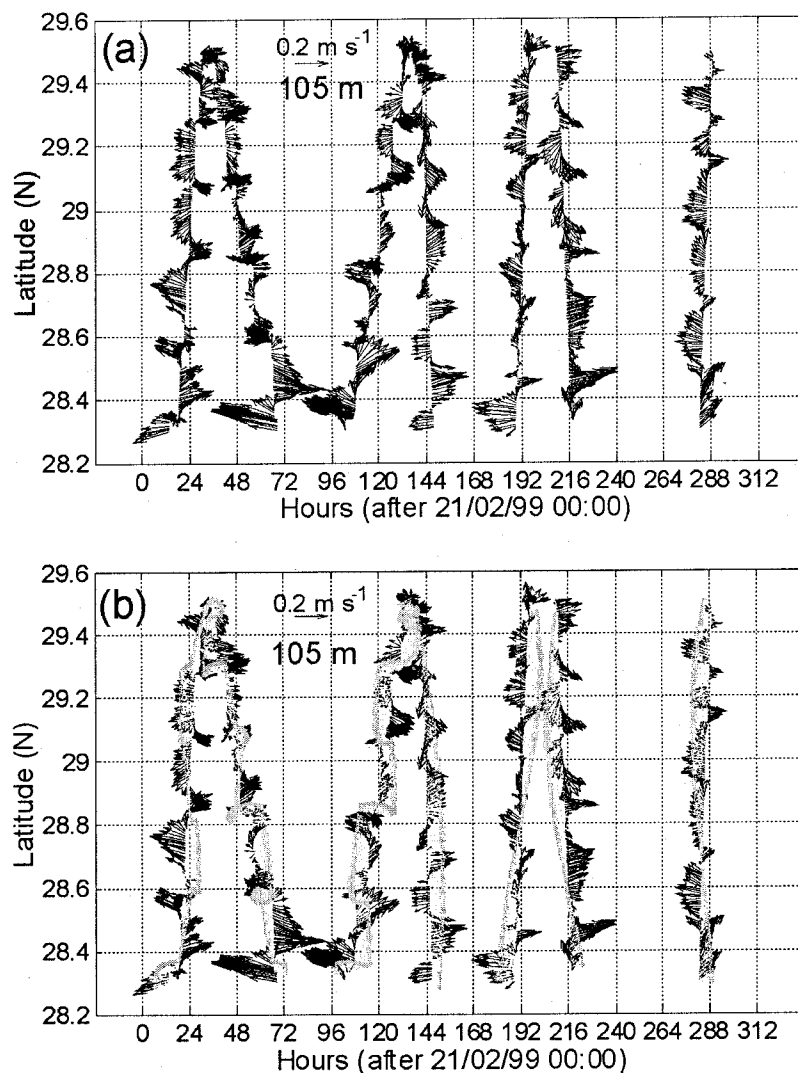 (a)
0.2 m s⁻¹
105 m
29.6
29.4
29.2
29
28.8
28.6
28.4
28.2
Latitude (N)
0 24 48 72 96 120 144 168 192 216 240 264 288 312
Hours (after 21/02/99 00:00)
(b)
0.2 m s⁻¹
105 m
29.6
29.4
29.2
29
28.8
28.6
28.4
28.2
Latitude (N)
0 24 48 72 96 120 144 168 192 216 240 264 288 312
Hours (after 21/02/99 00:00)